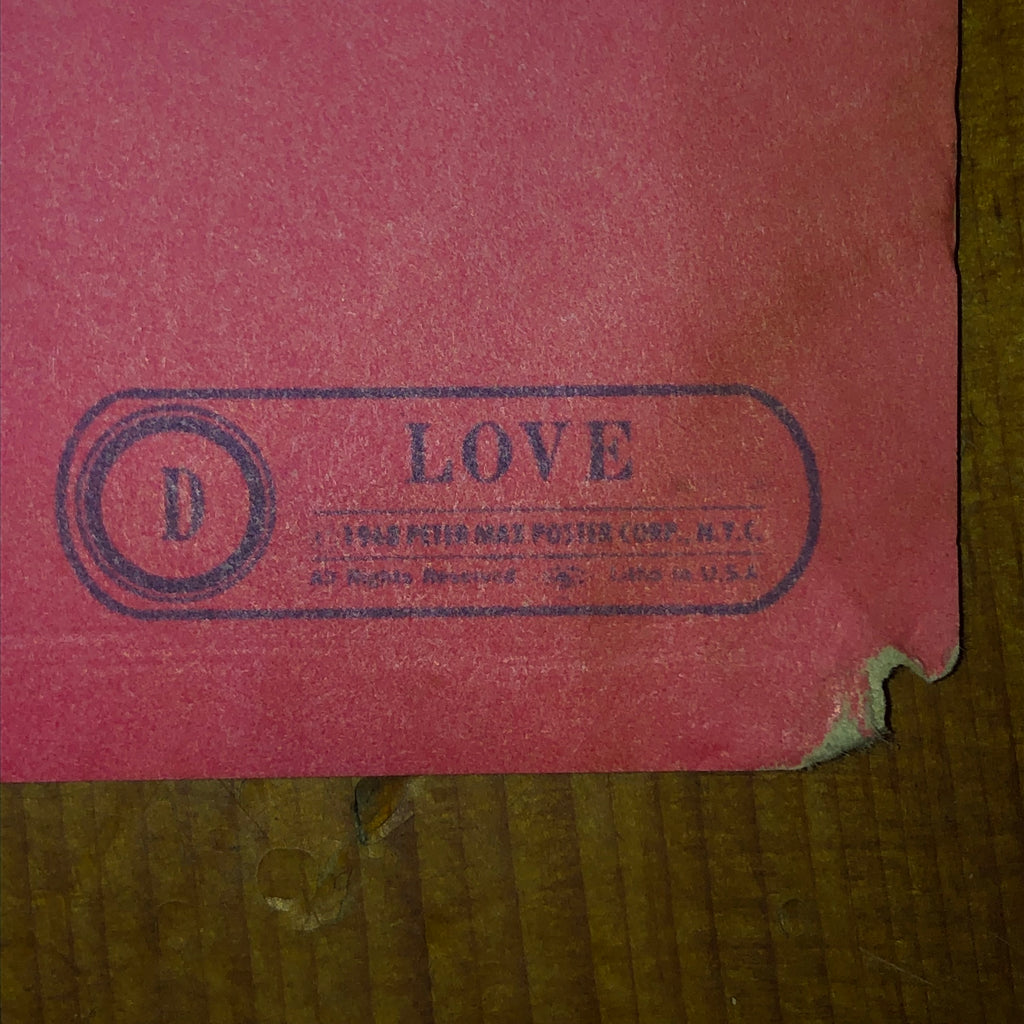 D
LOVE
1968 PETER MAX POSTER CORP., N.Y.C.
All Rights Reserved Litho in U.S.A.